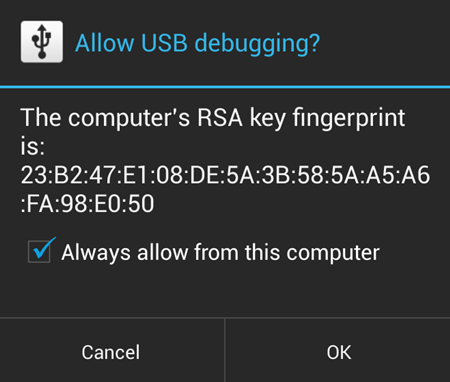 Allow USB debugging?
The computer's RSA key fingerprint
is:
23:B2:47:E1:08:DE:5A:3B:58:5A:A5:A6
:FA:98:E0:50
Always allow from this computer
Cancel
OK